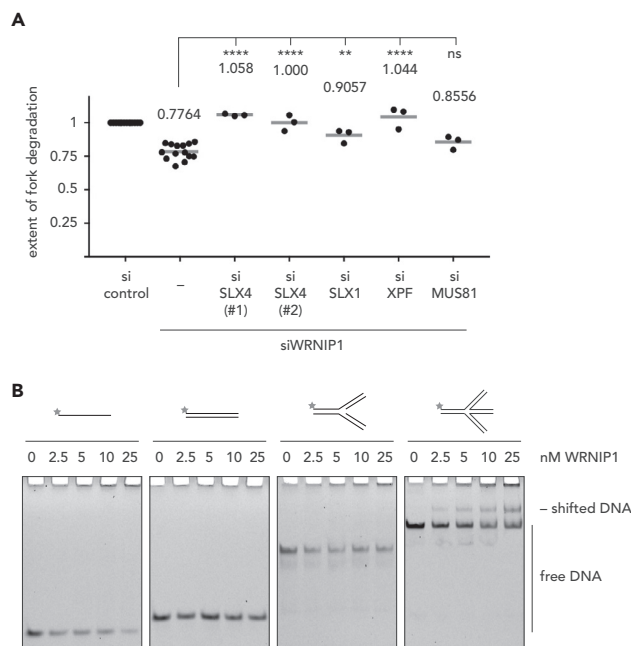 A
**** **** ** **** ns
1.058 1.000 1.044
0.7764 0.9057 0.8556
extent of fork degradation
1
0.75
0.5
0.25
si control
–
si SLX4 (#1)
si SLX4 (#2)
si SLX1
si XPF
si MUS81
siWRNIP1
B
0 2.5 5 10 25 0 2.5 5 10 25 0 2.5 5 10 25 0 2.5 5 10 25 nM WRNIP1
– shifted DNA
free DNA